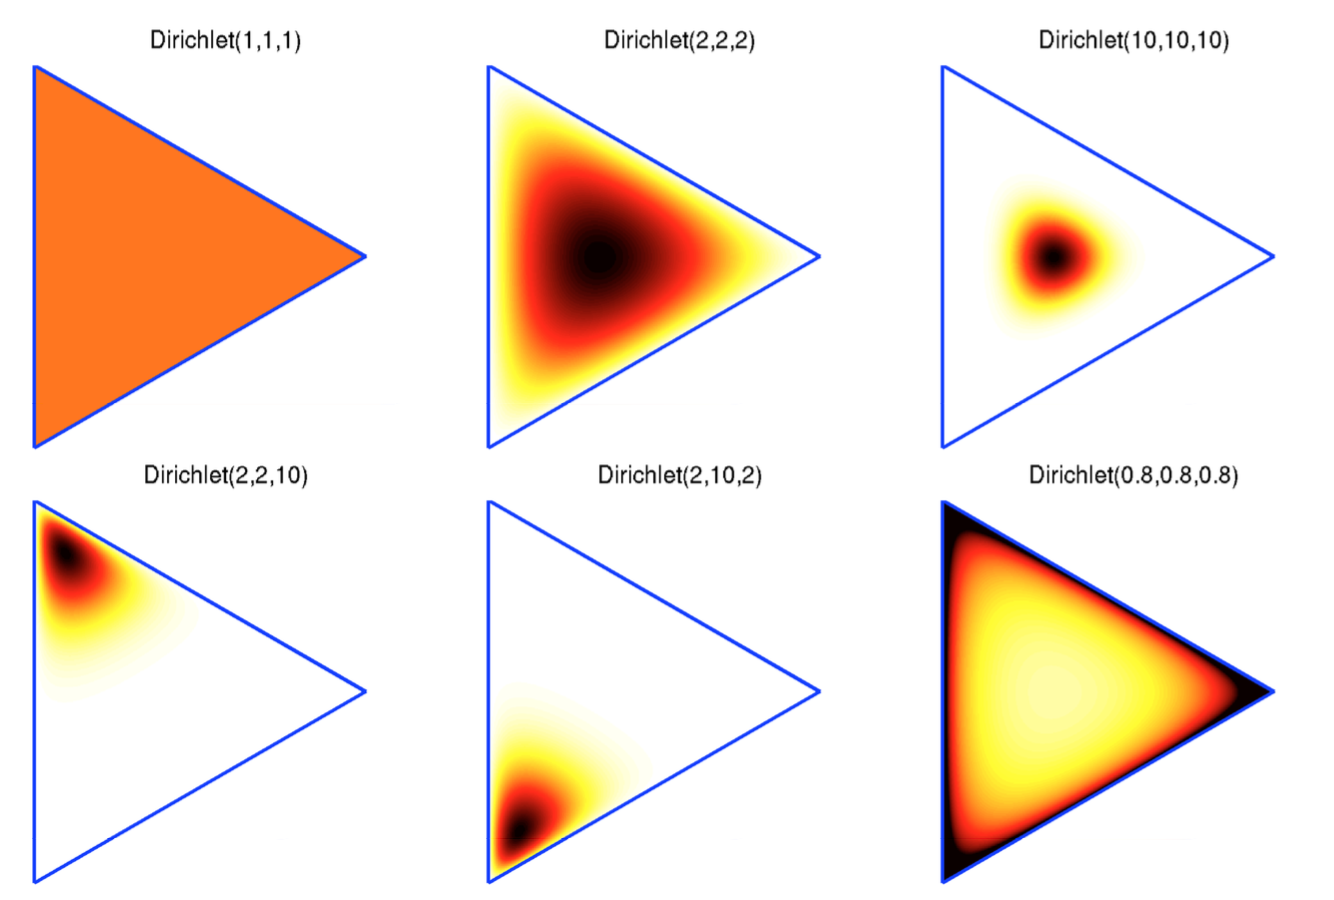 Dirichlet(1,1,1)
Dirichlet(2,2,2)
Dirichlet(10,10,10)
Dirichlet(2,2,10)
Dirichlet(2,10,2)
Dirichlet(0.8,0.8,0.8)